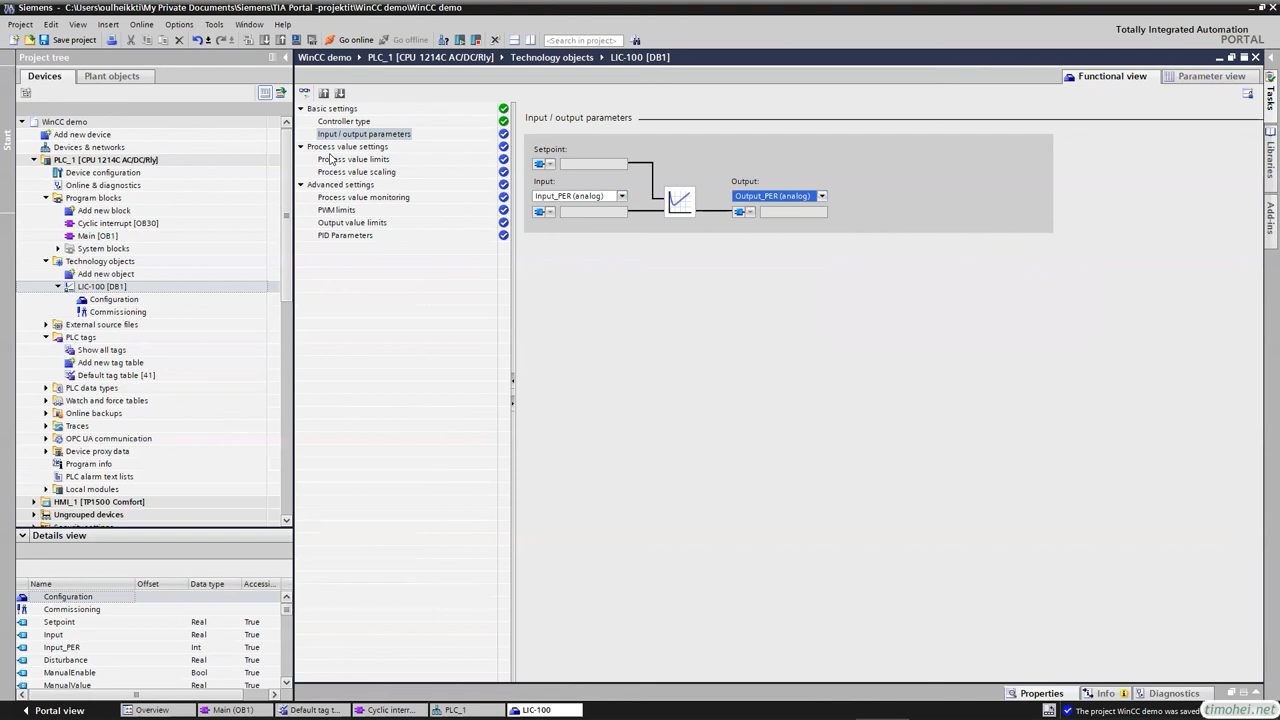 Siemens - C:\Users\oulheikkti\My Private Documents\Siemens\TIA Portal -projektit\WinCC demo\WinCC demo
Project Edit View Insert Online Options Tools Window Help
Totally Integrated Automation
PORTAL
Save project
Go online
Go offline
<Search in project>
Project tree
WinCC demo
PLC_1 [CPU 1214C AC/DC/Rly]
Technology objects
LIC-100 [DB1]
Devices
Plant objects
Functional view
Parameter view
Start
Tasks
Libraries
Add-ins
WinCC demo
Add new device
Devices & networks
PLC_1 [CPU 1214C AC/DC/Rly]
Device configuration
Online & diagnostics
Program blocks
Add new block
Cyclic interrupt [OB30]
Main [OB1]
System blocks
Technology objects
Add new object
LIC-100 [DB1]
Configuration
Commissioning
External source files
PLC tags
Show all tags
Add new tag table
Default tag table [41]
PLC data types
Watch and force tables
Online backups
Traces
OPC UA communication
Device proxy data
Program info
PLC alarm text lists
Local modules
HMI_1 [TP1500 Comfort]
Ungrouped devices
Security settings
Basic settings
Controller type
Input / output parameters
Process value settings
Process value limits
Process value scaling
Advanced settings
Process value monitoring
PWM limits
Output value limits
PID Parameters
Input / output parameters
Setpoint:
Input:
Input_PER (analog)
Output:
Output_PER (analog)
Details view
Name Offset Data type Accessi...
Configuration
Commissioning
Setpoint Real True
Input Real True
Input_PER Int True
Disturbance Real True
ManualEnable Bool True
ManualValue Real True
Properties
Info
Diagnostics
Portal view
Overview
Main (OB1)
Default tag t...
Cyclic interr...
PLC_1
LIC-100
The project WinCC demo was saved
timohei.net